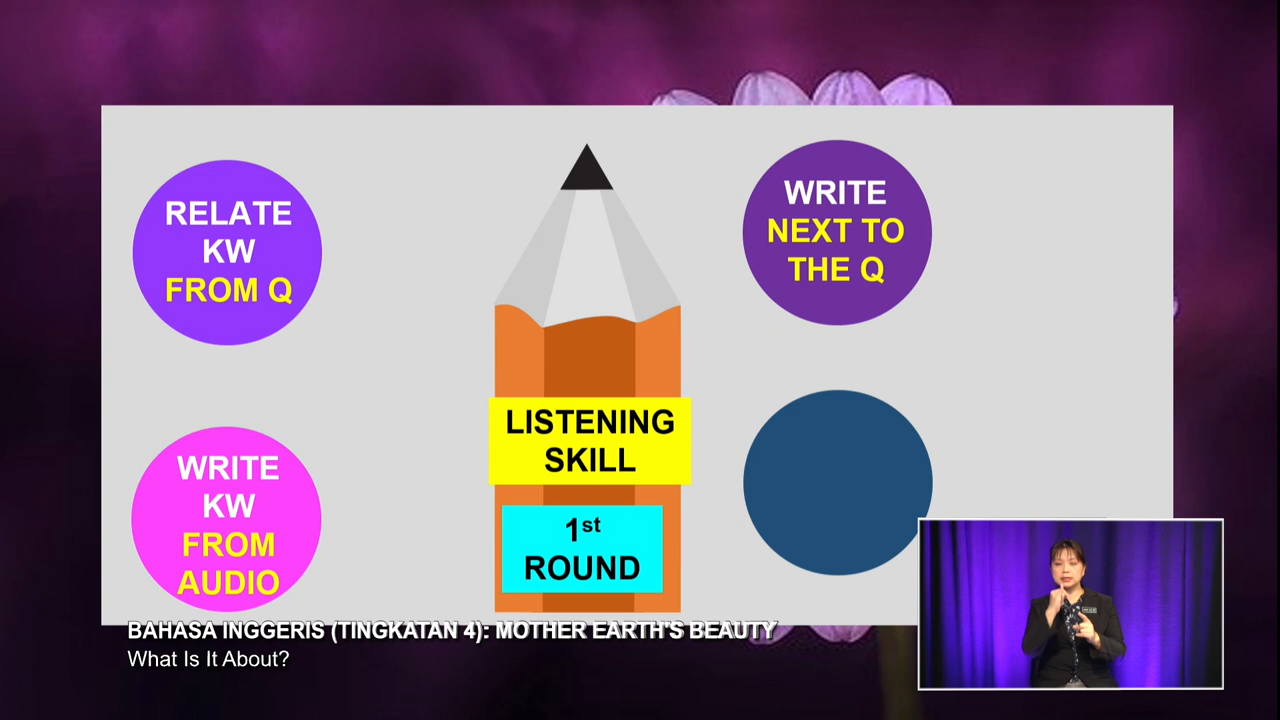 RELATE
KW
FROM Q
WRITE
KW
FROM
AUDIO
LISTENING
SKILL
1st
ROUND
WRITE
NEXT TO
THE Q
BAHASA INGGERIS (TINGKATAN 4): MOTHER EARTH'S BEAUTY
What Is It About?